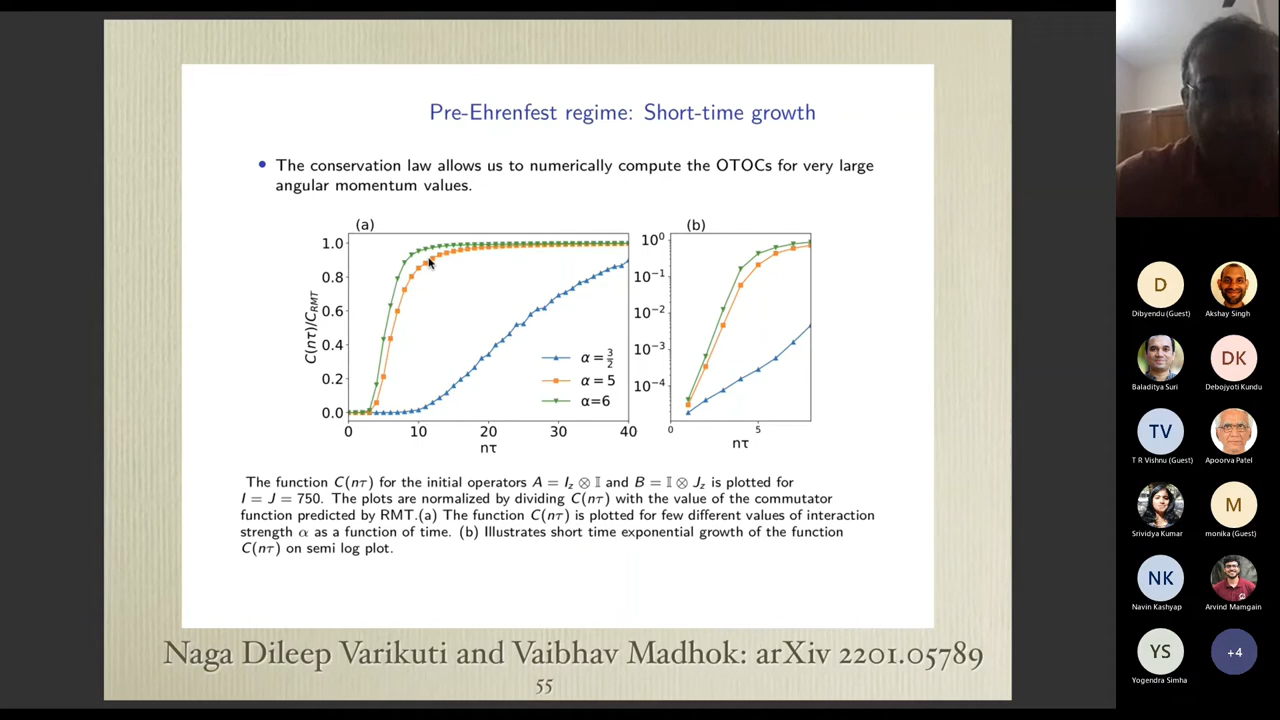 Pre-Ehrenfest regime: Short-time growth
• The conservation law allows us to numerically compute the OTOCs for very large
angular momentum values.
(a)
(b)
C(nτ)/C_RMT
1.0
0.8
0.6
0.4
0.2
0.0
0 10 20 30 40
nτ
α = 3/2
α = 5
α=6
10⁰
10⁻¹
10⁻²
10⁻³
10⁻⁴
0 5
nτ
The function C(nτ) for the initial operators A = I_z ⊗ 𝕀 and B = 𝕀 ⊗ J_z is plotted for
I = J = 750. The plots are normalized by dividing C(nτ) with the value of the commutator
function predicted by RMT.(a) The function C(nτ) is plotted for few different values of interaction
strength α as a function of time. (b) Illustrates short time exponential growth of the function
C(nτ) on semi log plot.
Naga Dileep Varikuti and Vaibhav Madhok: arXiv 2201.05789
55
D
Dibyendu (Guest)
Akshay Singh
Baladitya Suri
DK
Debojyoti Kundu
TV
T R Vishnu (Guest)
Apoorva Patel
Srividya Kumar
M
monika (Guest)
NK
Navin Kashyap
Arvind Mamgain
YS
Yogendra Simha
+4